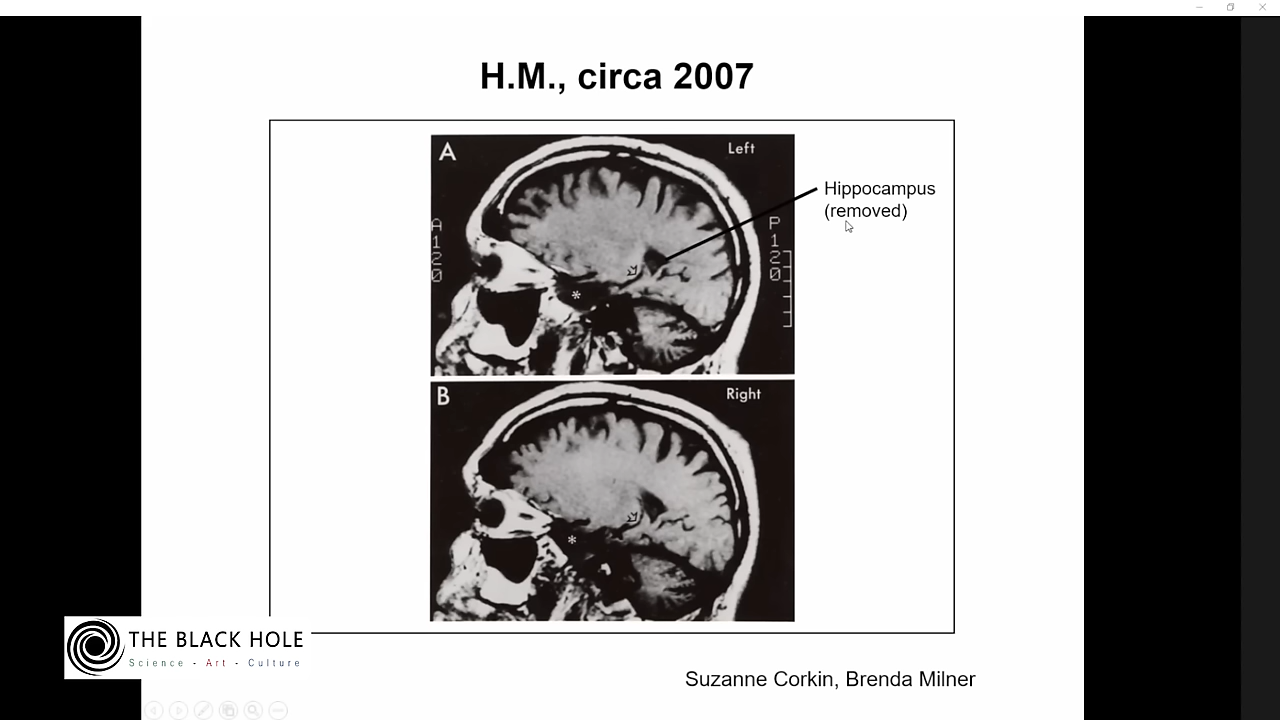 H.M., circa 2007
A
Left
Hippocampus
(removed)
A
1
2
0
P
1
2
0
*
B
Right
*
THE BLACK HOLE
Science - Art - Culture
Suzanne Corkin, Brenda Milner